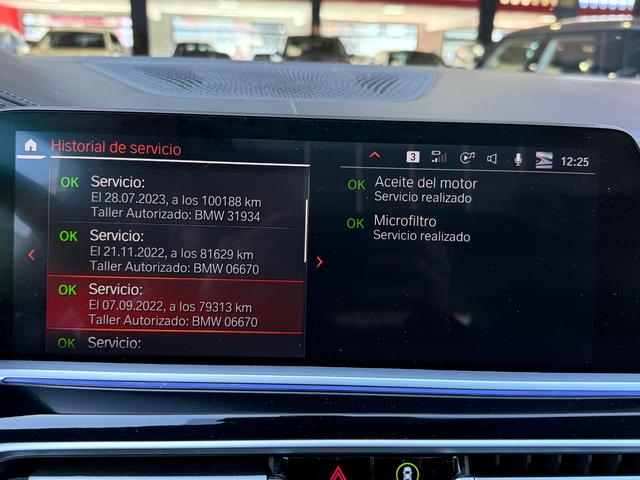 Historial de servicio
3
12:25
OK Servicio:
El 28.07.2023, a los 100188 km
Taller Autorizado: BMW 31934
OK Servicio:
El 21.11.2022, a los 81629 km
Taller Autorizado: BMW 06670
OK Servicio:
El 07.09.2022, a los 79313 km
Taller Autorizado: BMW 06670
OK Servicio:
OK Aceite del motor
Servicio realizado
OK Microfiltro
Servicio realizado